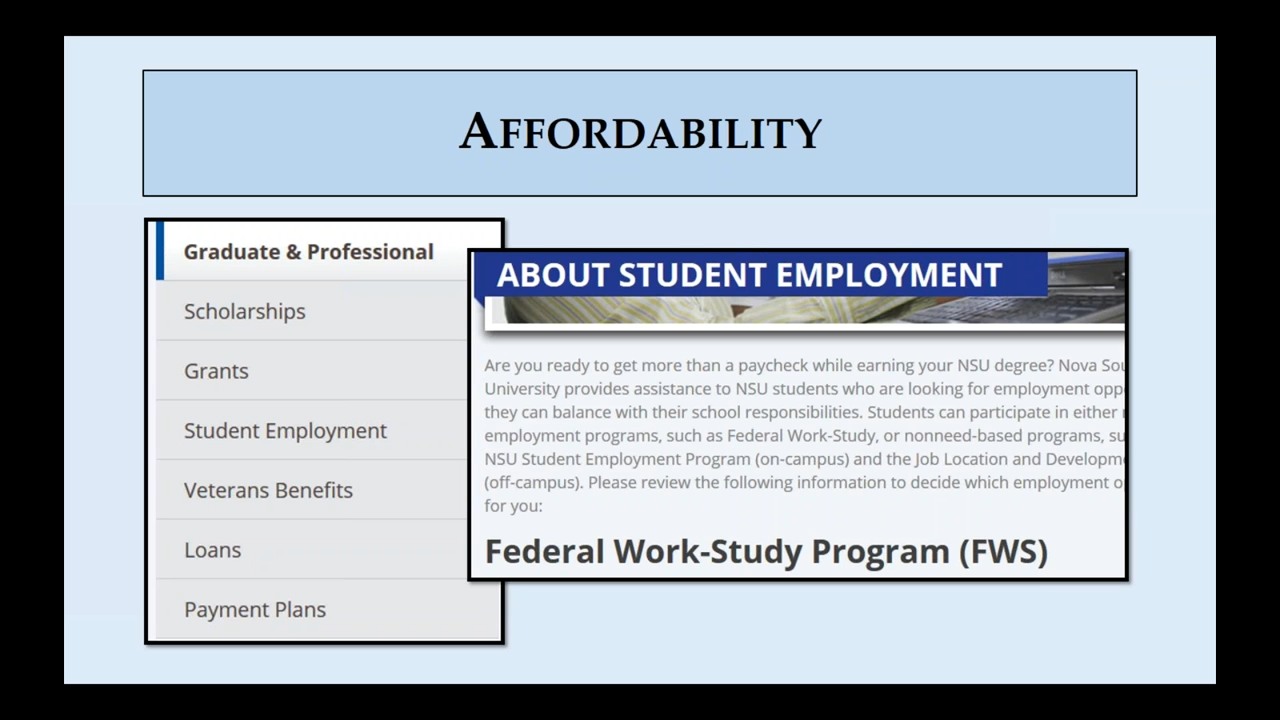 AFFORDABILITY
Graduate & Professional
Scholarships
Grants
Student Employment
Veterans Benefits
Loans
Payment Plans
ABOUT STUDENT EMPLOYMENT
Are you ready to get more than a paycheck while earning your NSU degree? Nova
University provides assistance to NSU students who are looking for employment
they can balance with their school responsibilities. Students can participate in either
employment programs, such as Federal Work-Study, or nonneed-based programs,
NSU Student Employment Program (on-campus) and the Job Location and
(off-campus). Please review the following information to decide which employment
for you:
Federal Work-Study Program (FWS)